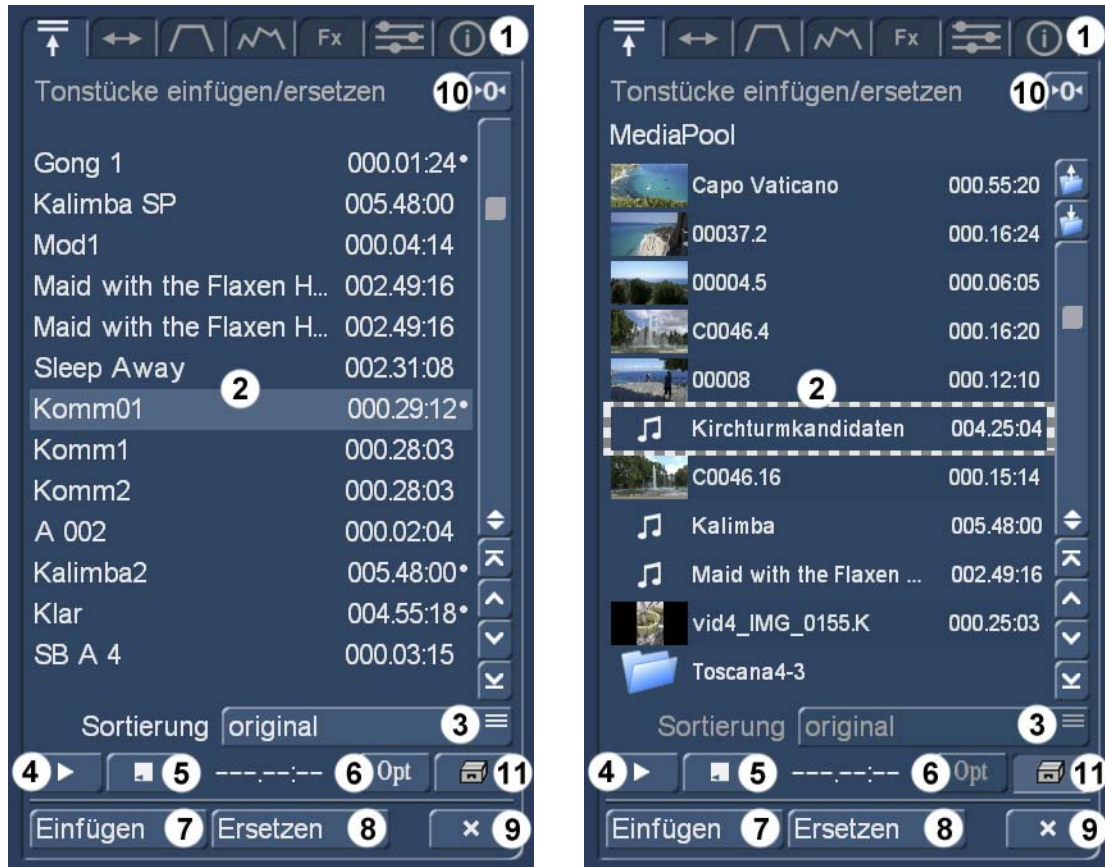 Fx
1
Tonstücke einfügen/ersetzen 10 0
Gong 1 000.01:24•
Kalimba SP 005.48:00
Mod1 000.04:14
Maid with the Flaxen H... 002.49:16
Maid with the Flaxen H... 002.49:16
Sleep Away 002.31:08
2
Komm01 000.29:12•
Komm1 000.28:03
Komm2 000.28:03
A 002 000.02:04
Kalimba2 005.48:00•
Klar 004.55:18•
SB A 4 000.03:15
Sortierung original 3
4 5 ---.--:-- 6 Opt 11
Einfügen 7 Ersetzen 8 × 9
Fx
1
Tonstücke einfügen/ersetzen 10 0
MediaPool
Capo Vaticano 000.55:20
00037.2 000.16:24
00004.5 000.06:05
C0046.4 000.16:20
00008 2 000.12:10
Kirchturmkandidaten 004.25:04
C0046.16 000.15:14
Kalimba 005.48:00
Maid with the Flaxen ... 002.49:16
vid4_IMG_0155.K 000.25:03
Toscana4-3
Sortierung original 3
4 5 ---.--:-- 6 Opt 11
Einfügen 7 Ersetzen 8 × 9